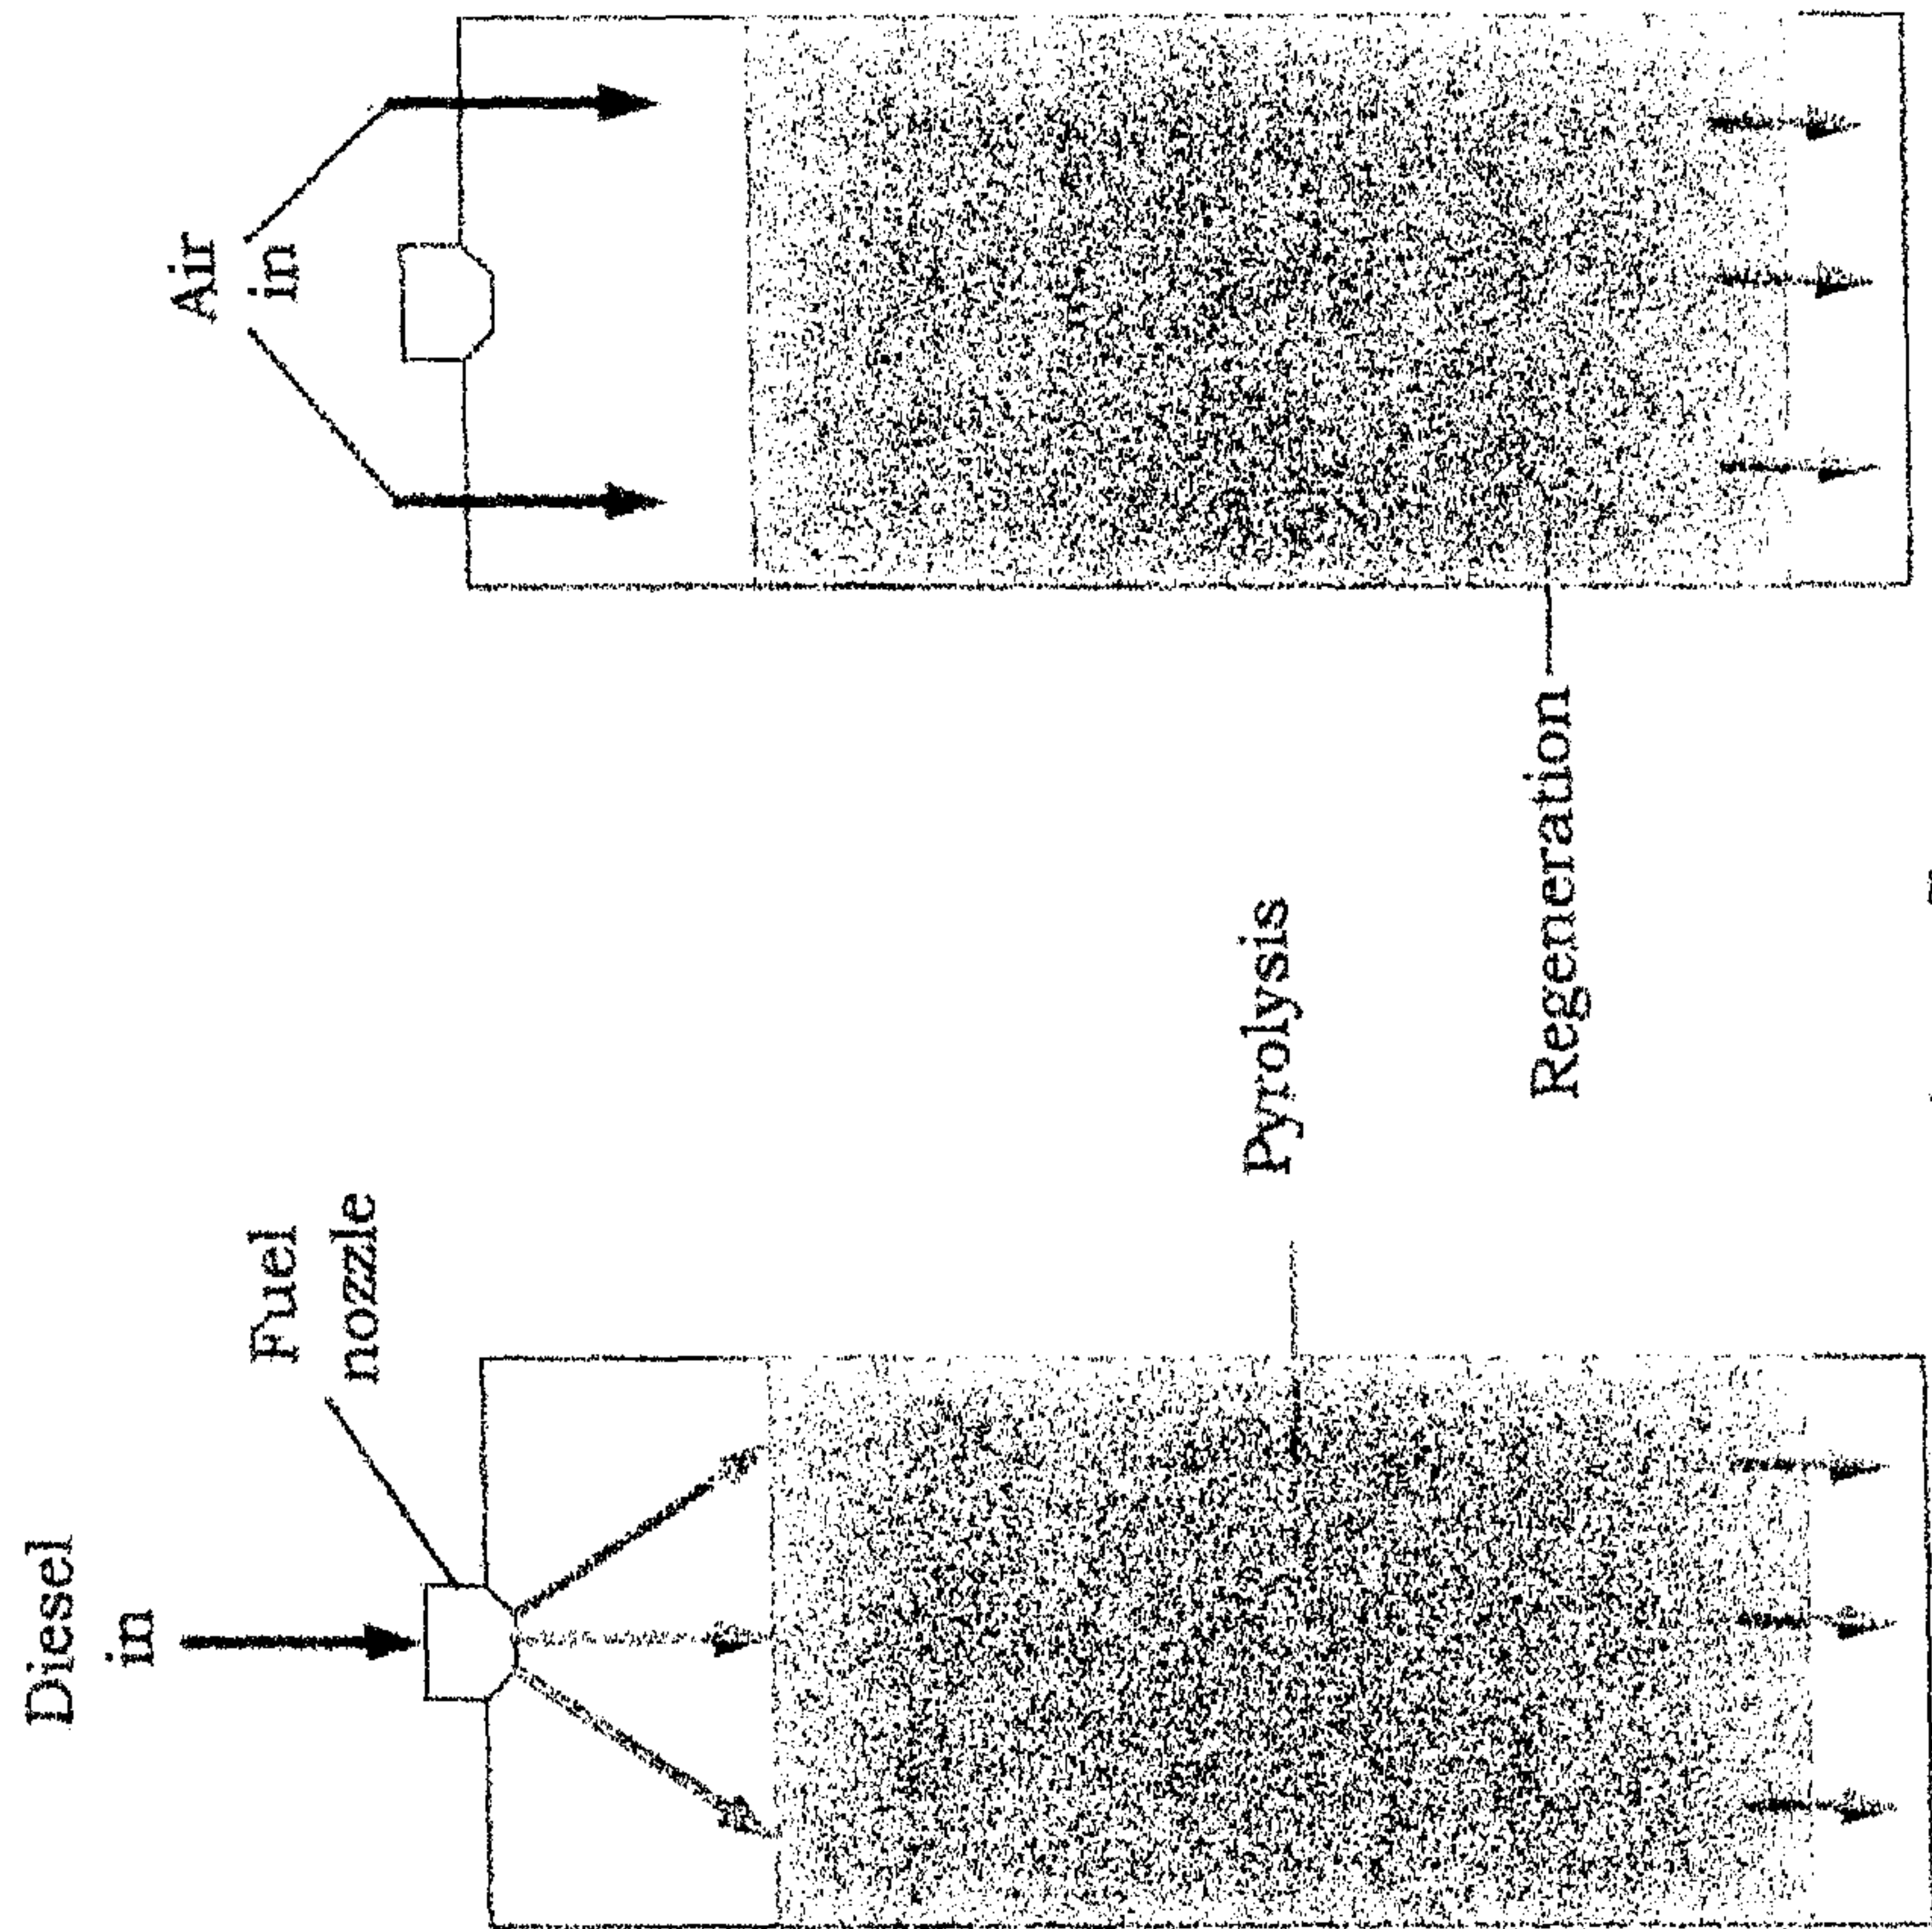 Diesel
in
Fuel
nozzle
Air
in
Pyrolysis
Regeneration